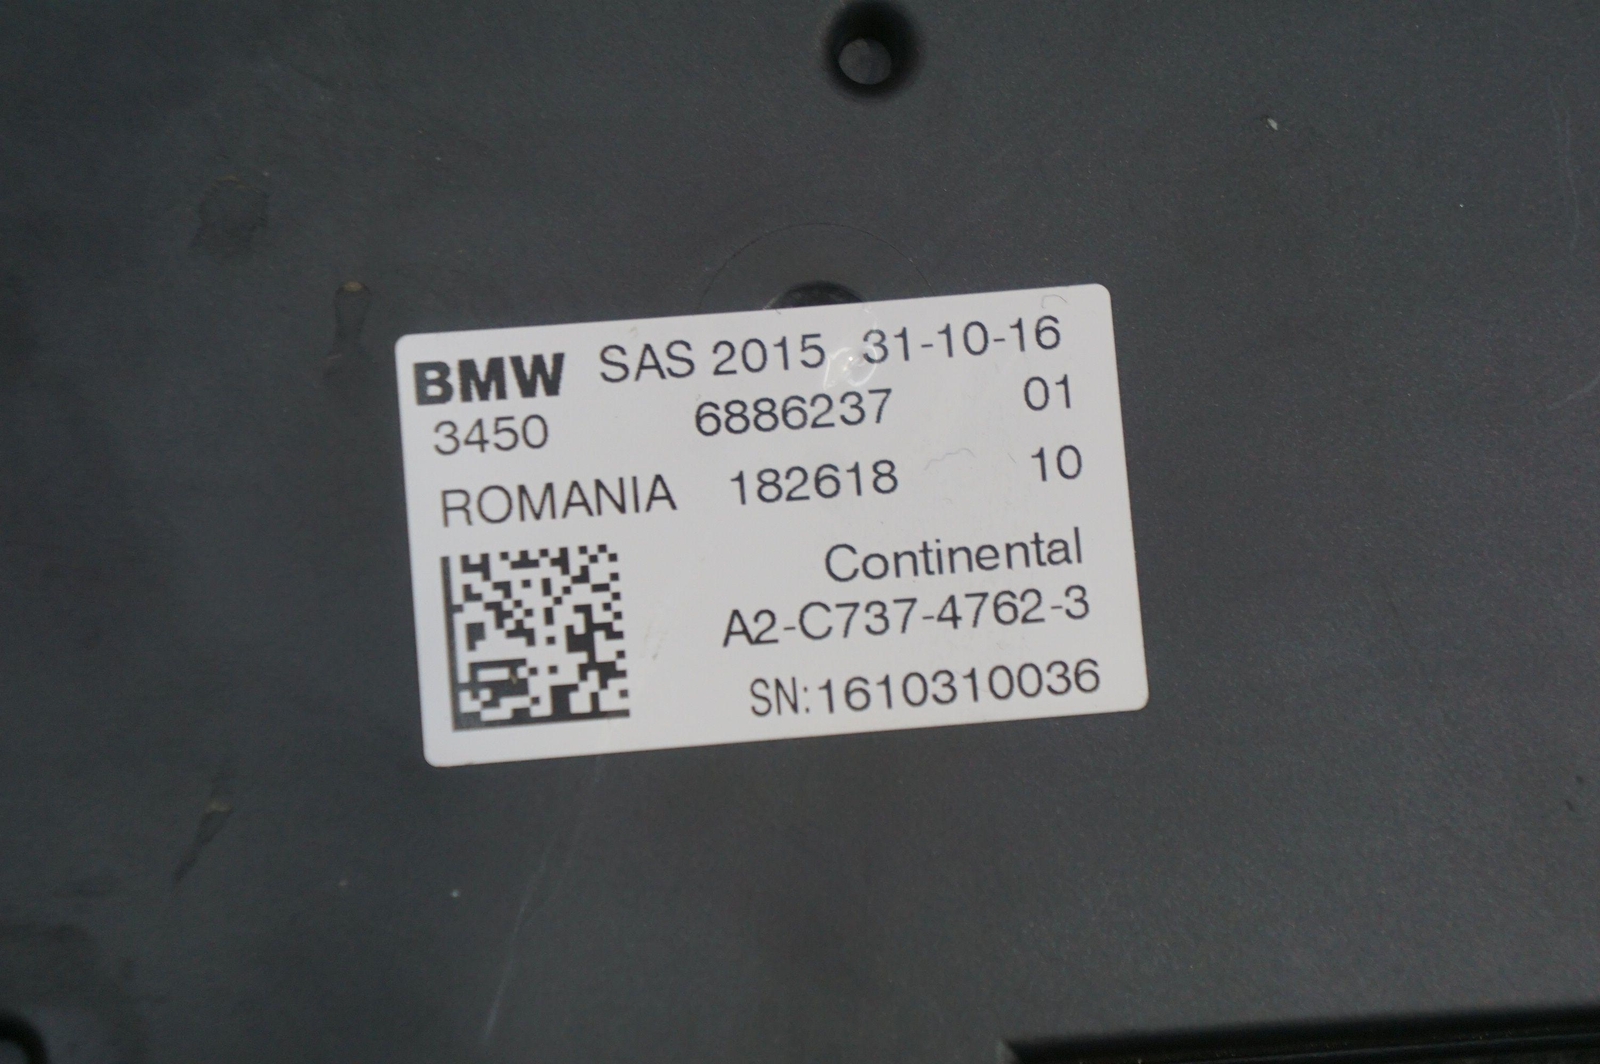 BMW SAS 2015 31-10-16
3450 6886237 01
ROMANIA 182618 10
Continental
A2-C737-4762-3
SN:1610310036